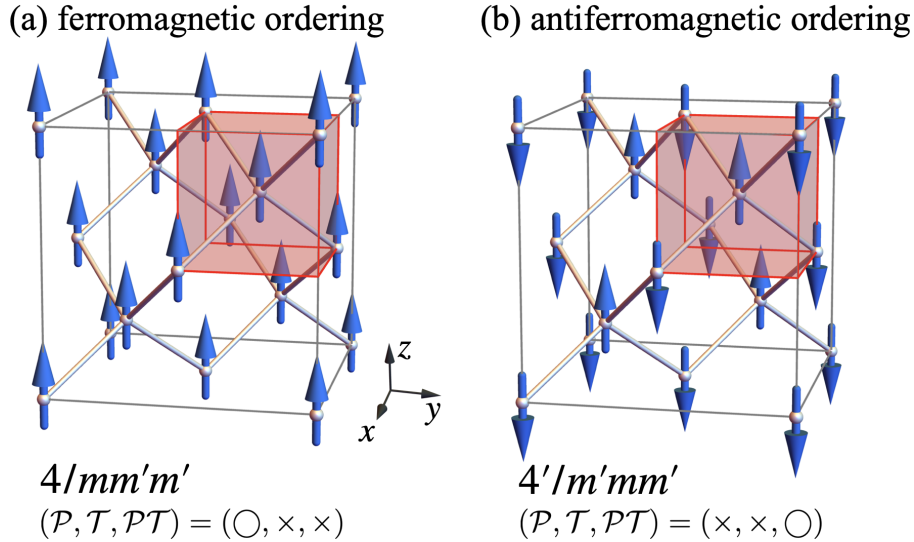 (a) ferromagnetic ordering
(b) antiferromagnetic ordering
z
y
x
4/mm′m′
(𝒫, 𝒯, 𝒫𝒯) = (◯, ×, ×)
4′/m′mm′
(𝒫, 𝒯, 𝒫𝒯) = (×, ×, ◯)